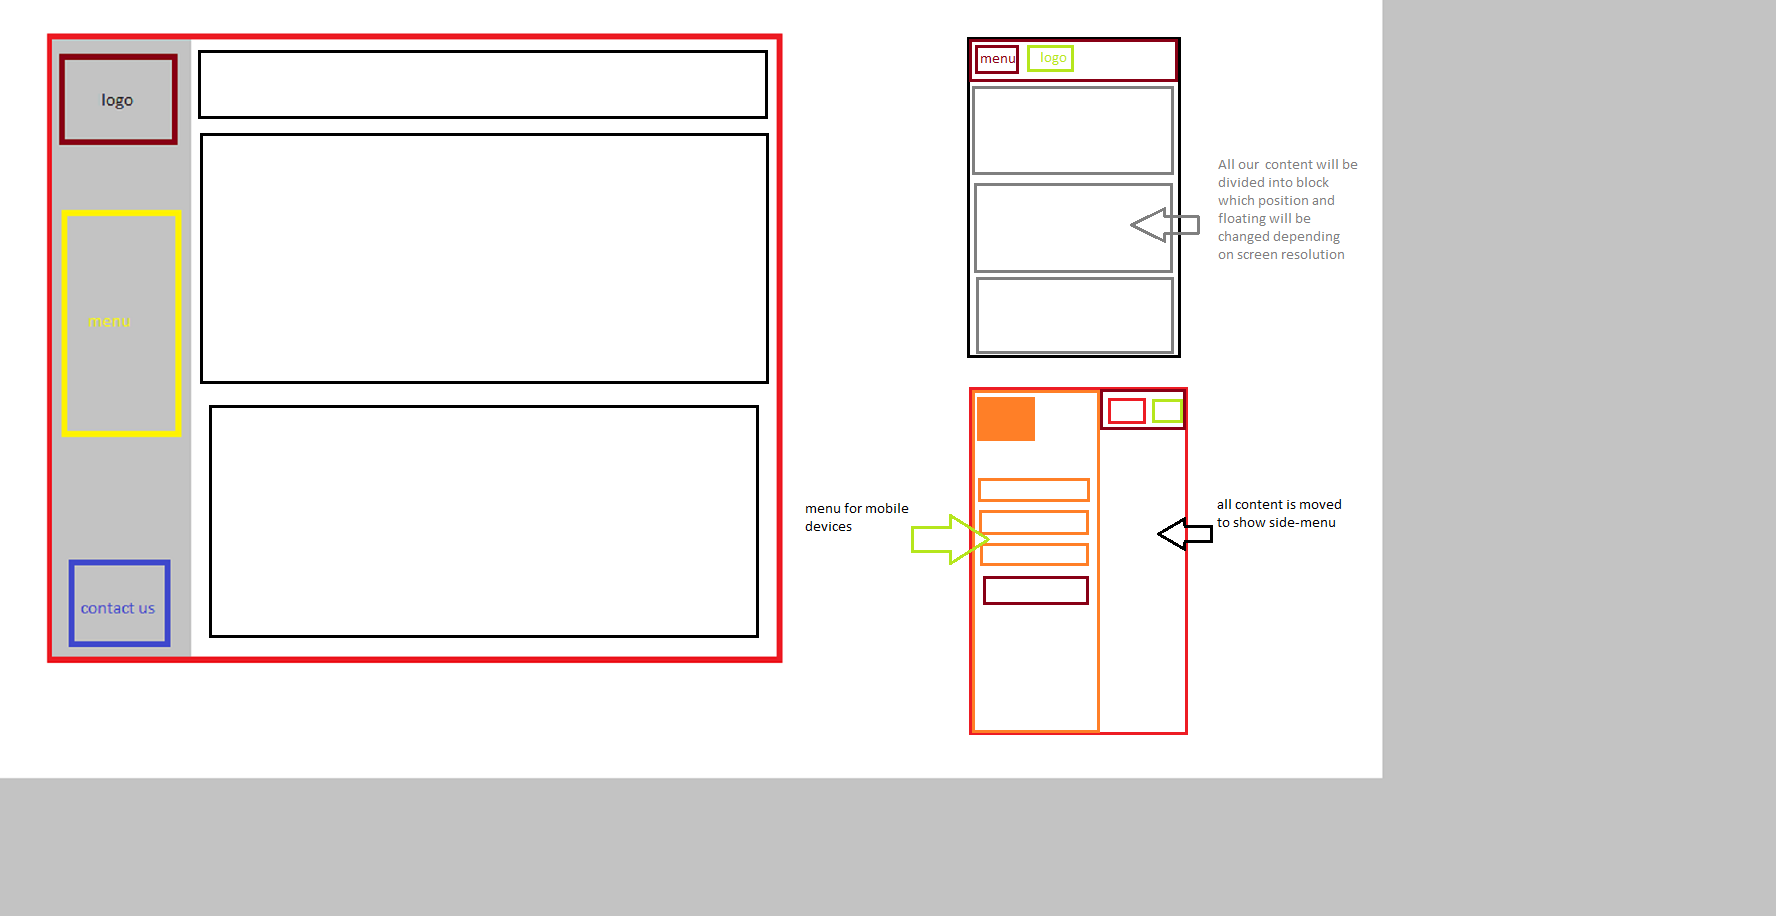 logo
menu
contact us
menu
logo
All our content will be
divided into block
which position and
floating will be
changed depending
on screen resolution
menu for mobile
devices
all content is moved
to show side-menu